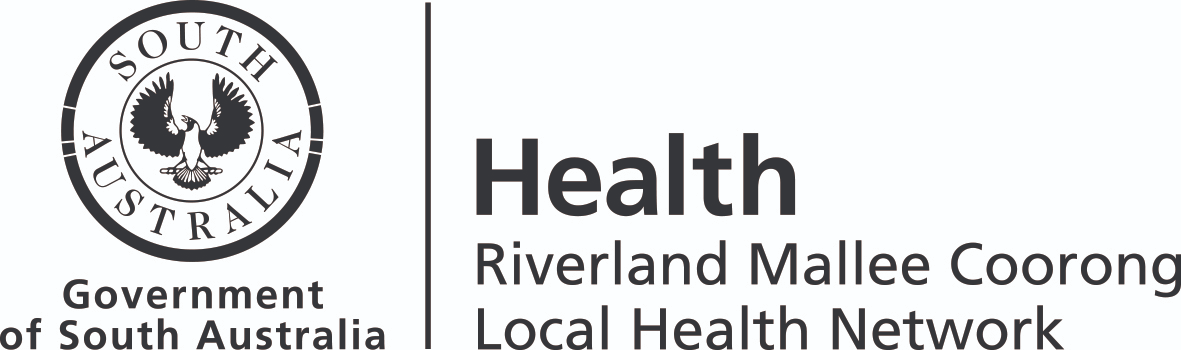 SOUTH
AUSTRALIA
Government
of South Australia
Health
Riverland Mallee Coorong
Local Health Network